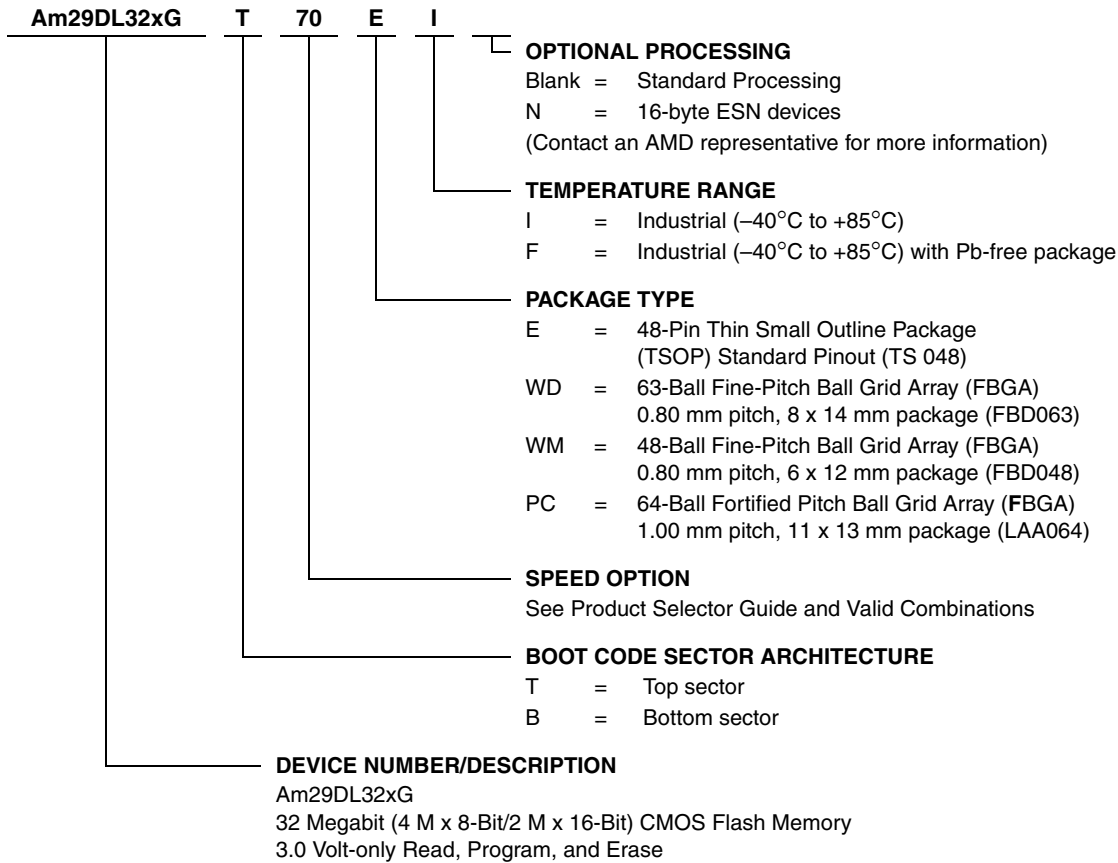 Am29DL32xG T 70 E I
OPTIONAL PROCESSING
Blank = Standard Processing
N = 16-byte ESN devices
(Contact an AMD representative for more information)
TEMPERATURE RANGE
I = Industrial (–40°C to +85°C)
F = Industrial (–40°C to +85°C) with Pb-free package
PACKAGE TYPE
E = 48-Pin Thin Small Outline Package
(TSOP) Standard Pinout (TS 048)
WD = 63-Ball Fine-Pitch Ball Grid Array (FBGA)
0.80 mm pitch, 8 x 14 mm package (FBD063)
WM = 48-Ball Fine-Pitch Ball Grid Array (FBGA)
0.80 mm pitch, 6 x 12 mm package (FBD048)
PC = 64-Ball Fortified Pitch Ball Grid Array (FBGA)
1.00 mm pitch, 11 x 13 mm package (LAA064)
SPEED OPTION
See Product Selector Guide and Valid Combinations
BOOT CODE SECTOR ARCHITECTURE
T = Top sector
B = Bottom sector
DEVICE NUMBER/DESCRIPTION
Am29DL32xG
32 Megabit (4 M x 8-Bit/2 M x 16-Bit) CMOS Flash Memory
3.0 Volt-only Read, Program, and Erase